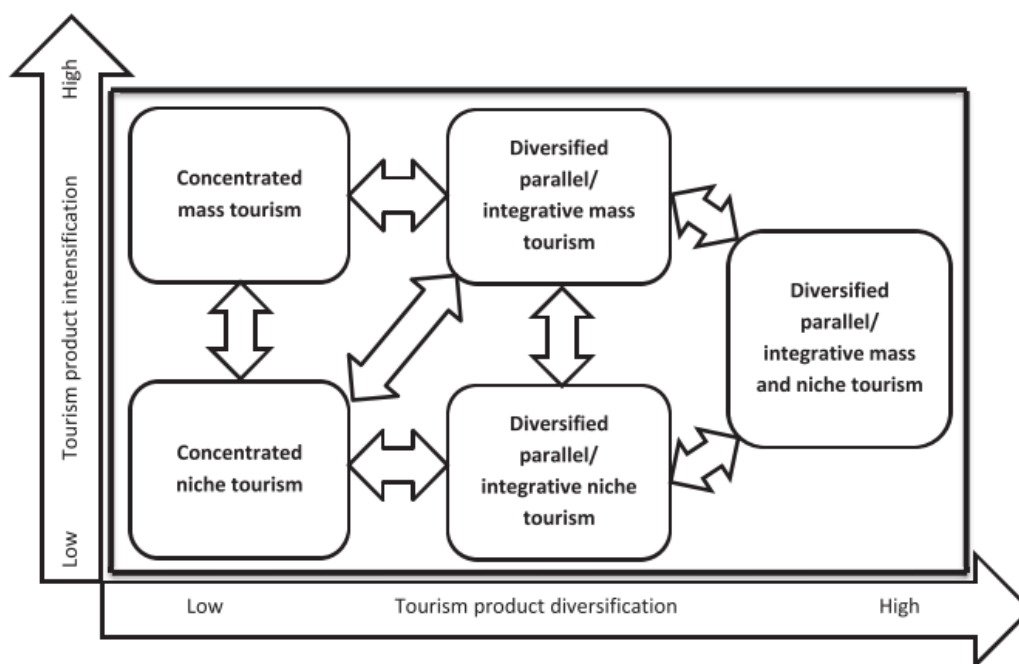 High
Tourism product intensification
Low
Concentrated
mass tourism
Diversified
parallel/
integrative mass
tourism
Diversified
parallel/
integrative mass
and niche tourism
Concentrated
niche tourism
Diversified
parallel/
integrative niche
tourism
Low
Tourism product diversification
High